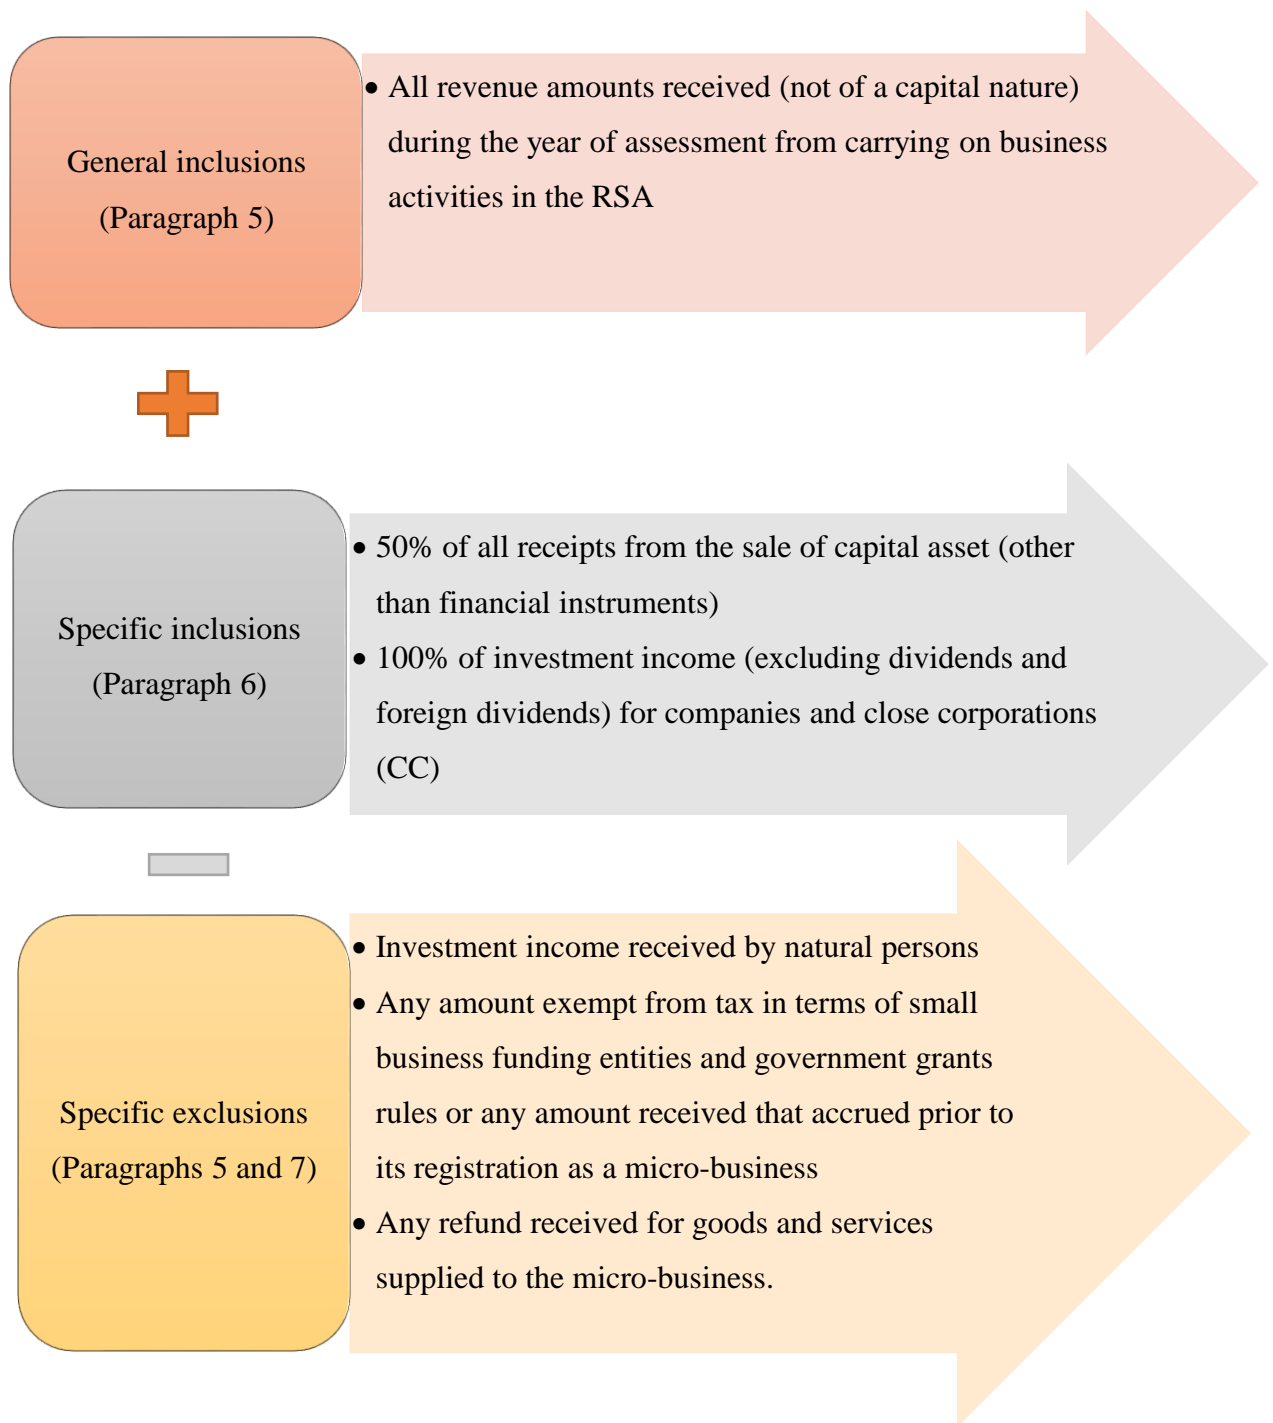 General inclusions
(Paragraph 5)
• All revenue amounts received (not of a capital nature)
during the year of assessment from carrying on business
activities in the RSA
Specific inclusions
(Paragraph 6)
• 50% of all receipts from the sale of capital asset (other
than financial instruments)
• 100% of investment income (excluding dividends and
foreign dividends) for companies and close corporations
(CC)
Specific exclusions
(Paragraphs 5 and 7)
• Investment income received by natural persons
• Any amount exempt from tax in terms of small
business funding entities and government grants
rules or any amount received that accrued prior to
its registration as a micro-business
• Any refund received for goods and services
supplied to the micro-business.